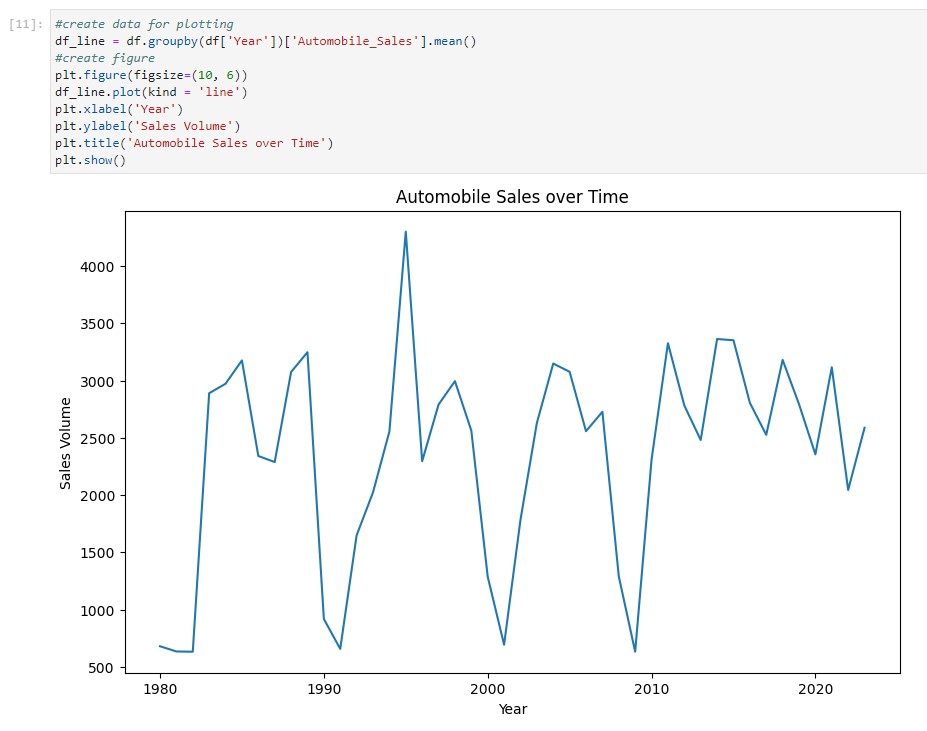 [11]: #create data for plotting
df_line = df.groupby(df['Year'])['Automobile_Sales'].mean()
#create figure
plt.figure(figsize=(10, 6))
df_line.plot(kind = 'line')
plt.xlabel('Year')
plt.ylabel('Sales Volume')
plt.title('Automobile Sales over Time')
plt.show()
Automobile Sales over Time
4000
3500
3000
2500
2000
1500
1000
500
Sales Volume
1980 1990 2000 2010 2020
Year